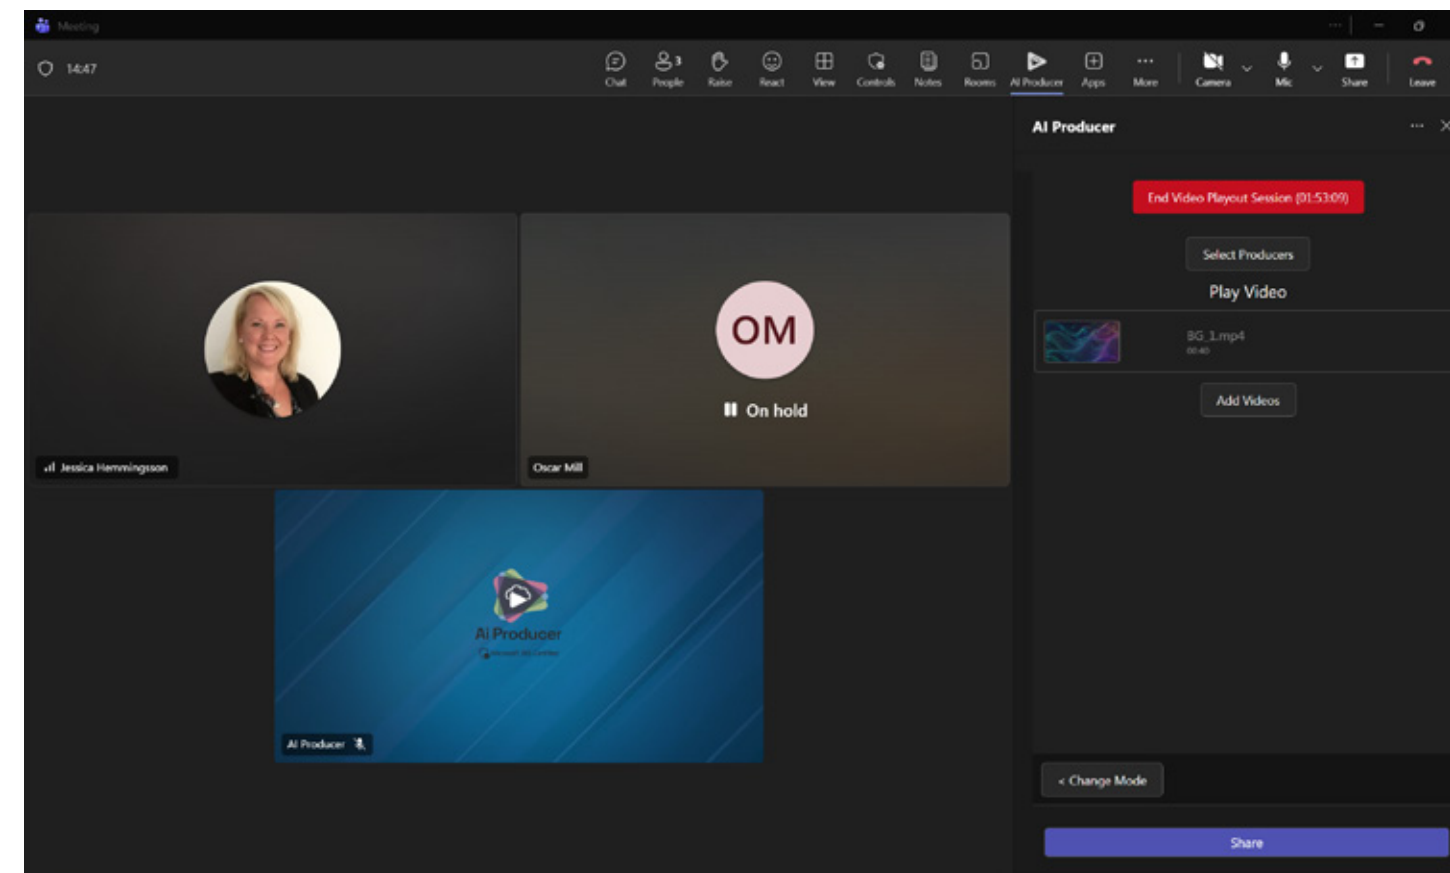 Meeting
14:47
Chat
People 3
Raise
React
View
Controls
Notes
Rooms
AI Producer
Apps
More
Camera
Mic
Share
Leave
AI Producer
End Video Playout Session (01:53:09)
Select Producers
Play Video
BG_1.mp4
00:40
Add Videos
OM
On hold
Jessica Hemmingsson
Oscar Mill
Ai Producer
AI Producer
< Change Mode
Share